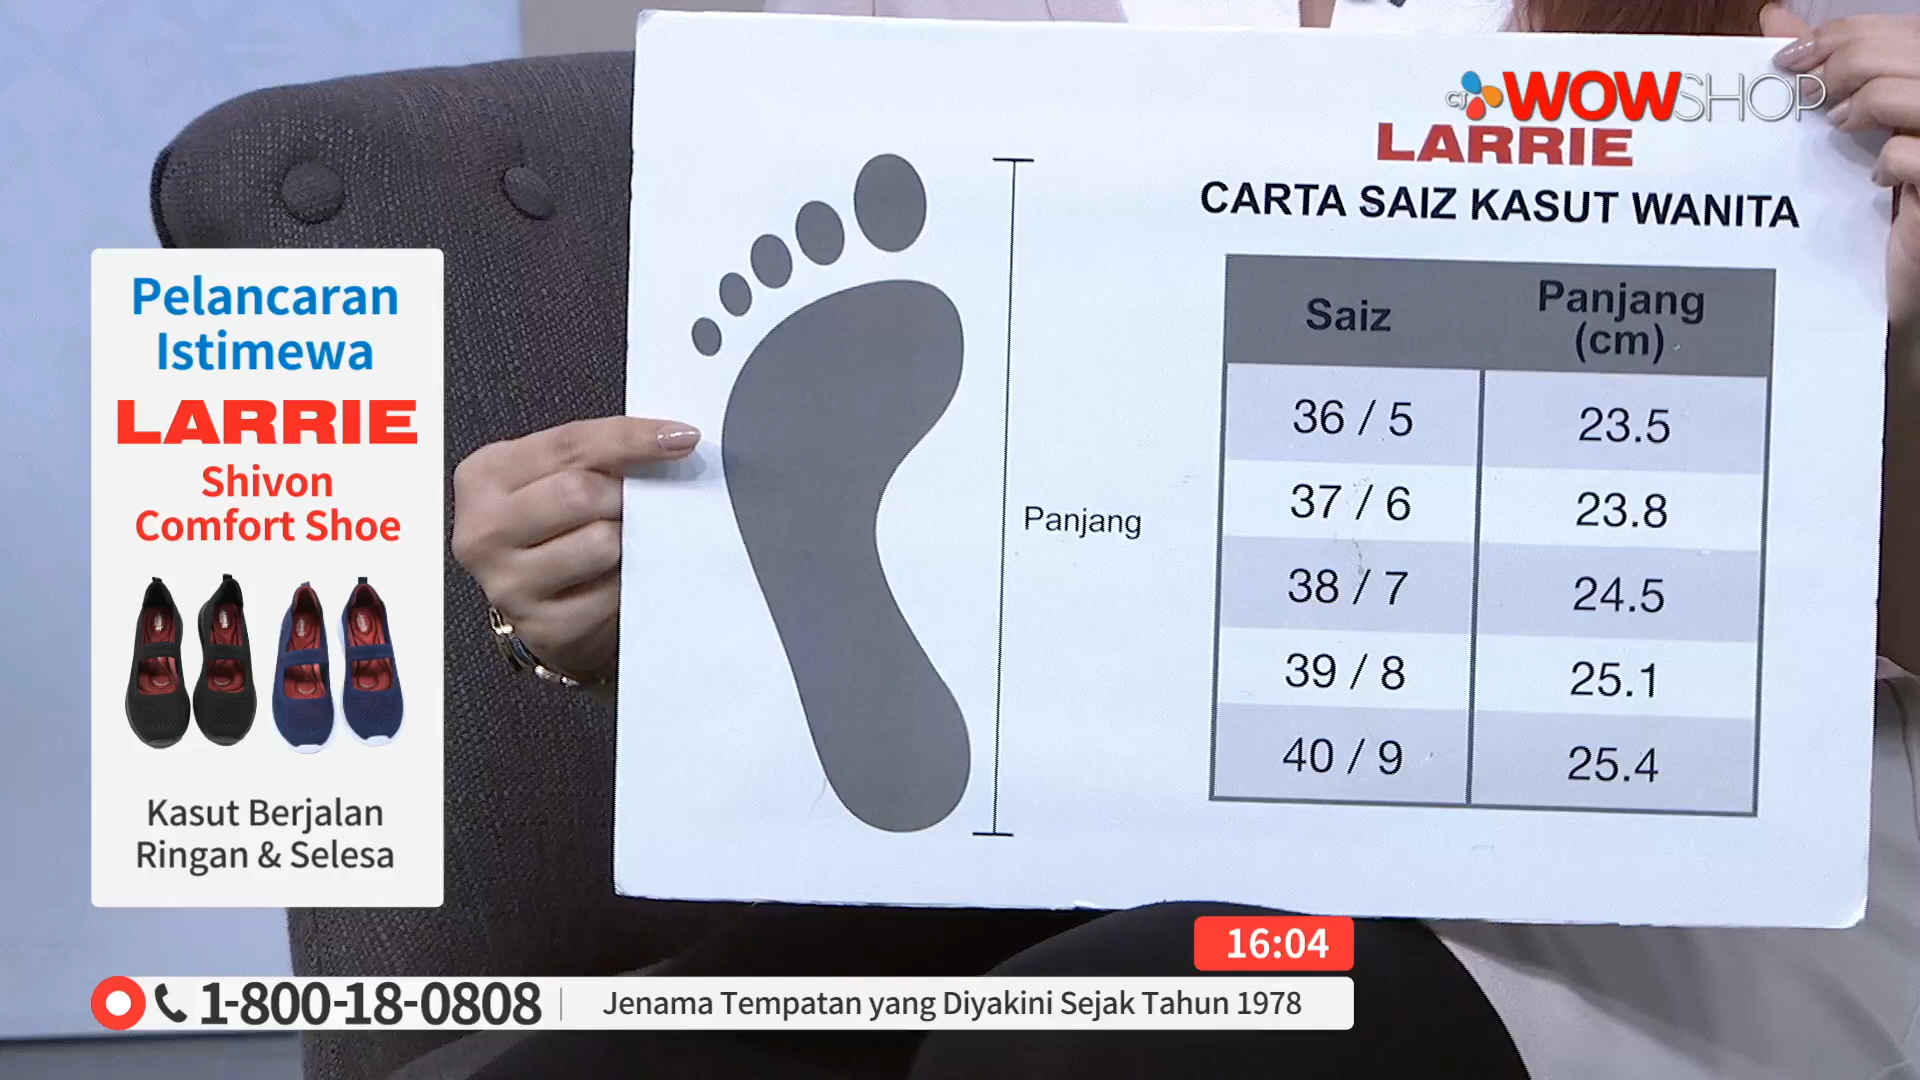 CJ WOWSHOP
LARRIE
CARTA SAIZ KASUT WANITA
Saiz
Panjang
(cm)
36 / 5
23.5
37 / 6
23.8
38 / 7
24.5
39 / 8
25.1
40 / 9
25.4
Panjang
Pelancaran
Istimewa
LARRIE
Shivon
Comfort Shoe
Kasut Berjalan
Ringan & Selesa
16:04
1-800-18-0808
Jenama Tempatan yang Diyakini Sejak Tahun 1978